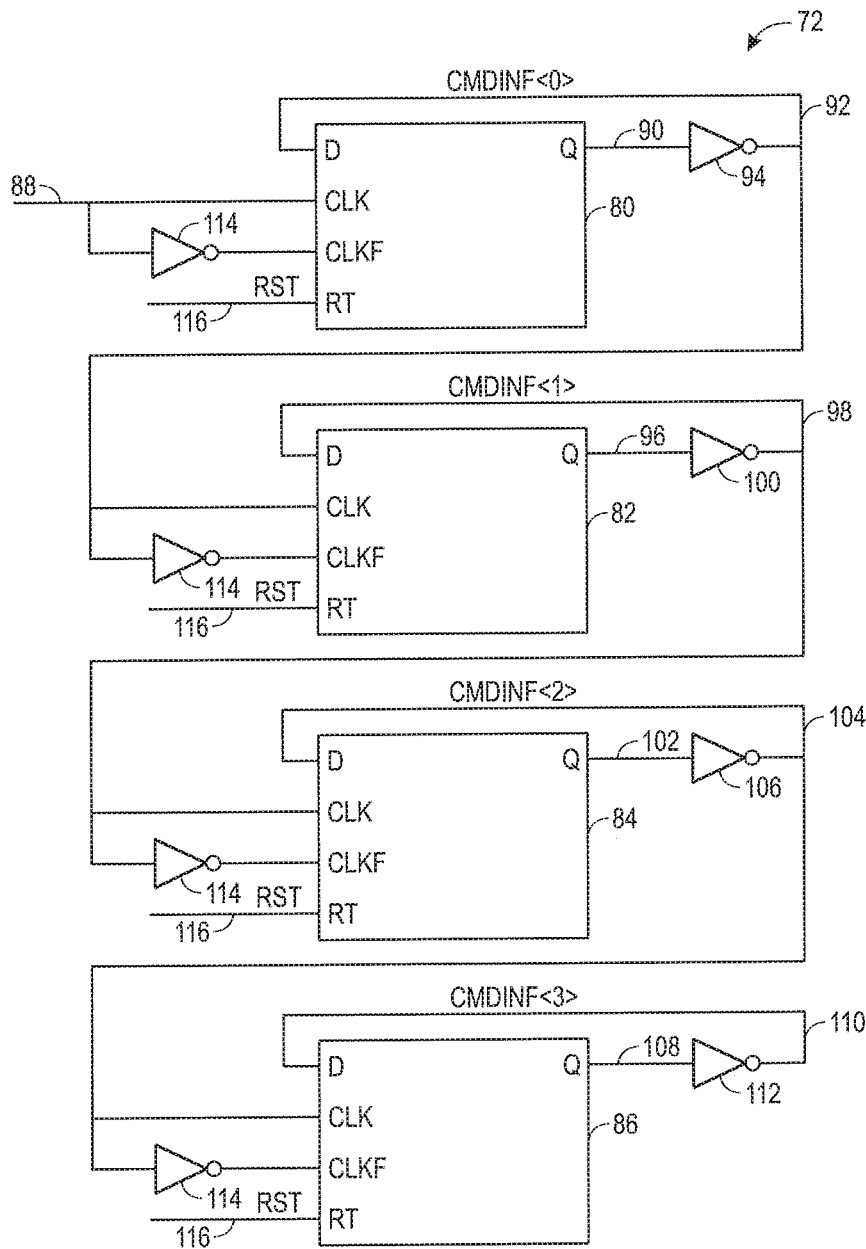 72
CMDINF<0>
92
D
Q
90
94
88
CLK
80
114
CLKF
RST
116
RT
CMDINF<1>
98
D
Q
96
100
CLK
82
114
CLKF
RST
116
RT
CMDINF<2>
104
D
Q
102
106
CLK
84
114
CLKF
RST
116
RT
CMDINF<3>
110
D
Q
108
112
CLK
86
114
CLKF
RST
116
RT